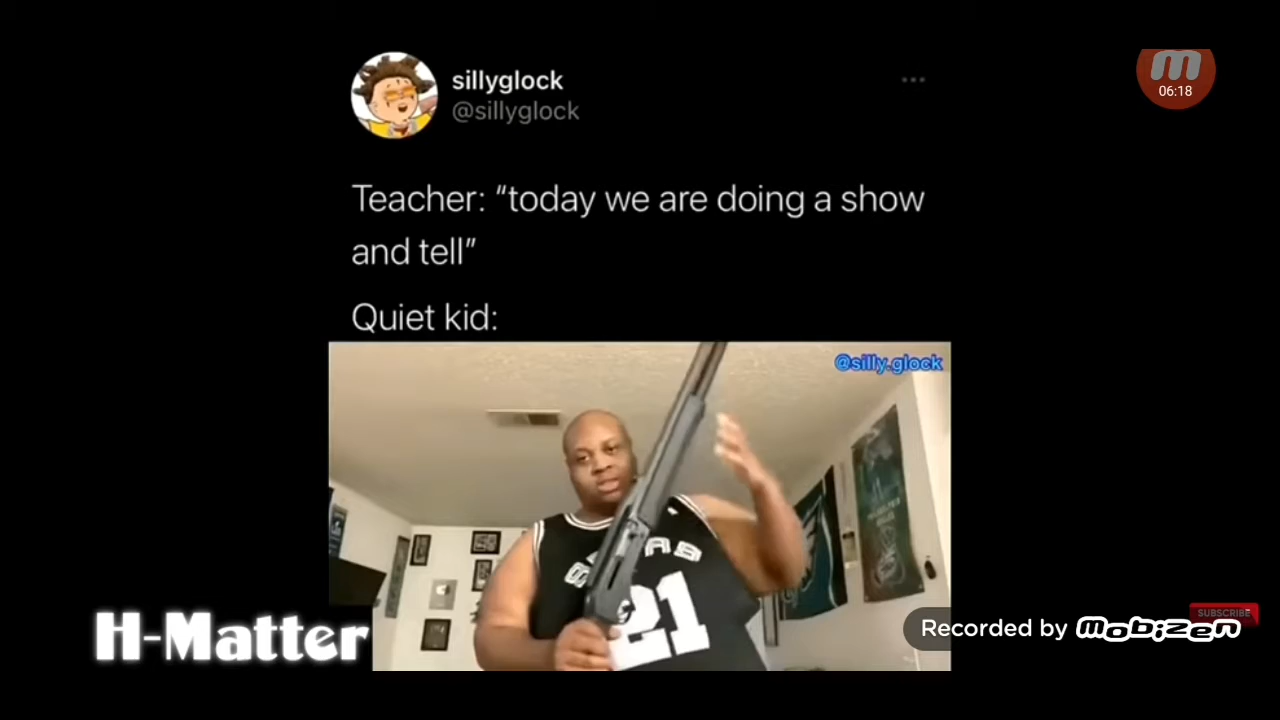 sillyglock
@sillyglock
06:18
Teacher: “today we are doing a show
and tell”
Quiet kid:
@silly.glock
21
H-Matter
SUBSCRIBE
Recorded by mobizen